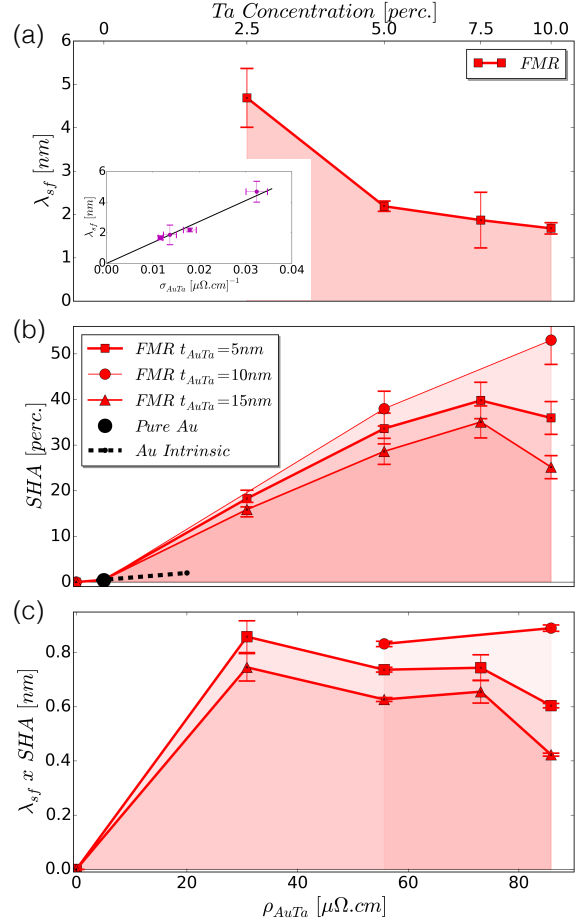 Ta Concentration [perc.]
0 2.5 5.0 7.5 10.0
(a)
6
5
4
3
2
1
0
λsf [nm]
FMR
6
4
2
0
λsf [nm]
0.00 0.01 0.02 0.03 0.04
σAuTa [μΩ.cm]⁻¹
(b)
50
40
30
20
10
0
SHA [perc.]
FMR tAuTa=5nm
FMR tAuTa=10nm
FMR tAuTa=15nm
Pure Au
Au Intrinsic
(c)
0.8
0.6
0.4
0.2
0.0
λsf x SHA [nm]
0 20 40 60 80
ρAuTa [μΩ.cm]